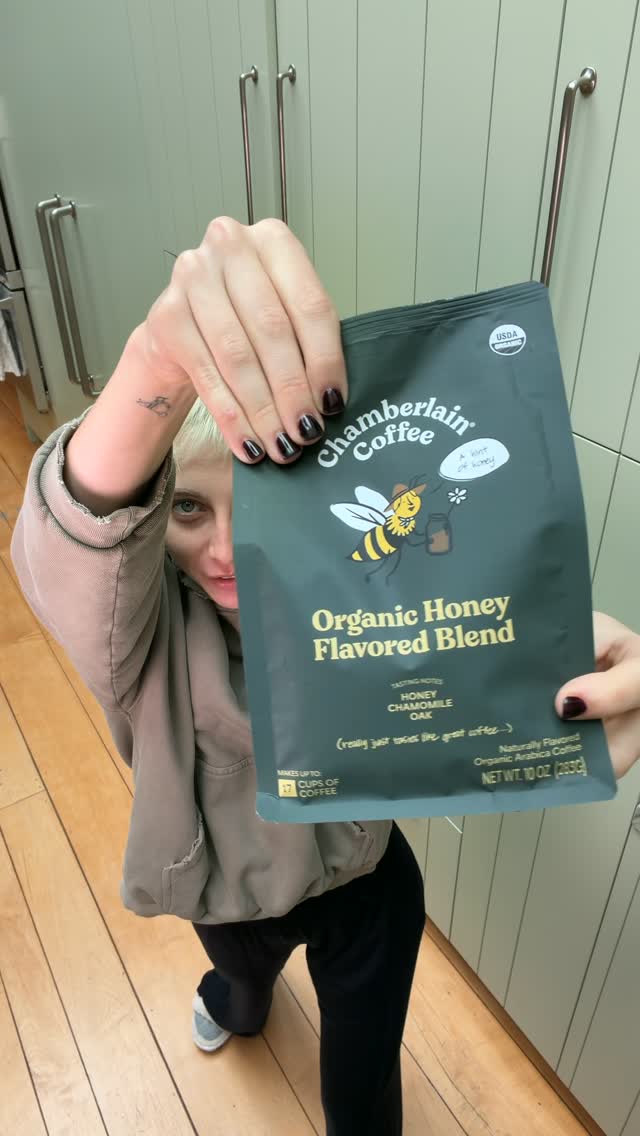 USDA
ORGANIC
Chamberlain®
Coffee
A hint
of honey
Organic Honey
Flavored Blend
TASTING NOTES
HONEY
CHAMOMILE
OAK
(really just tastes like great coffee...)
Naturally Flavored
Organic Arabica Coffee
NET WT. 10 OZ (283G)
MAKES UP TO:
17 CUPS OF
COFFEE